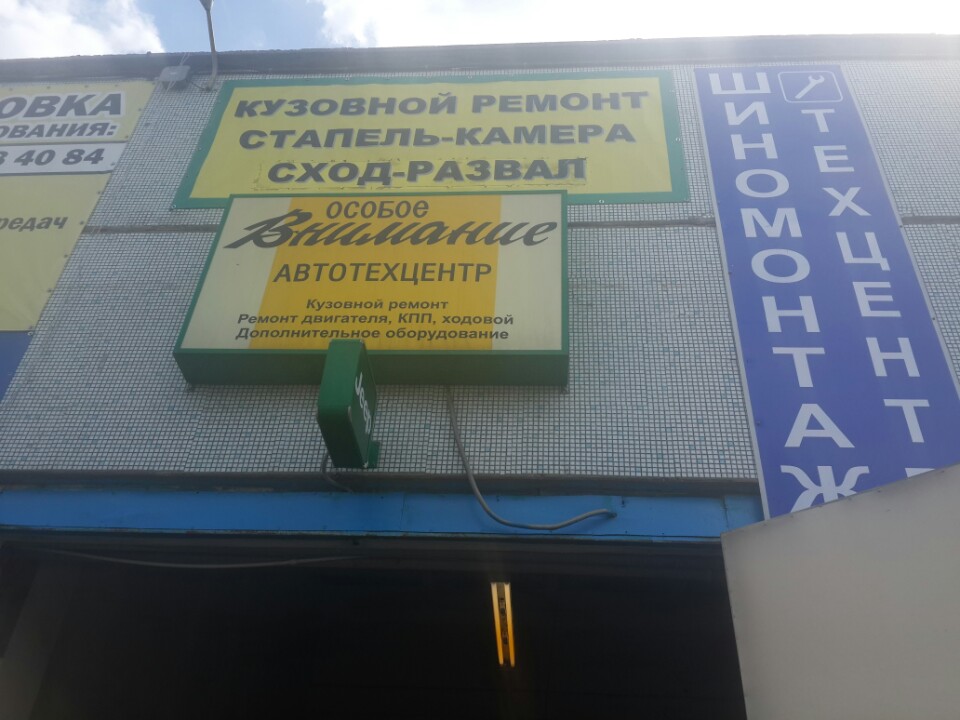 ОВКА
ОВАНИЯ:
3 40 84
редач
КУЗОВНОЙ РЕМОНТ
СТАПЕЛЬ-КАМЕРА
СХОД-РАЗВАЛ
ОСОБОЕ
Внимание
АВТОТЕХЦЕНТР
Кузовной ремонт
Ремонт двигателя, КПП, ходовой
Дополнительное оборудование
Jeep
ШИНОМОНТАЖ
ТЕХЦЕНТ